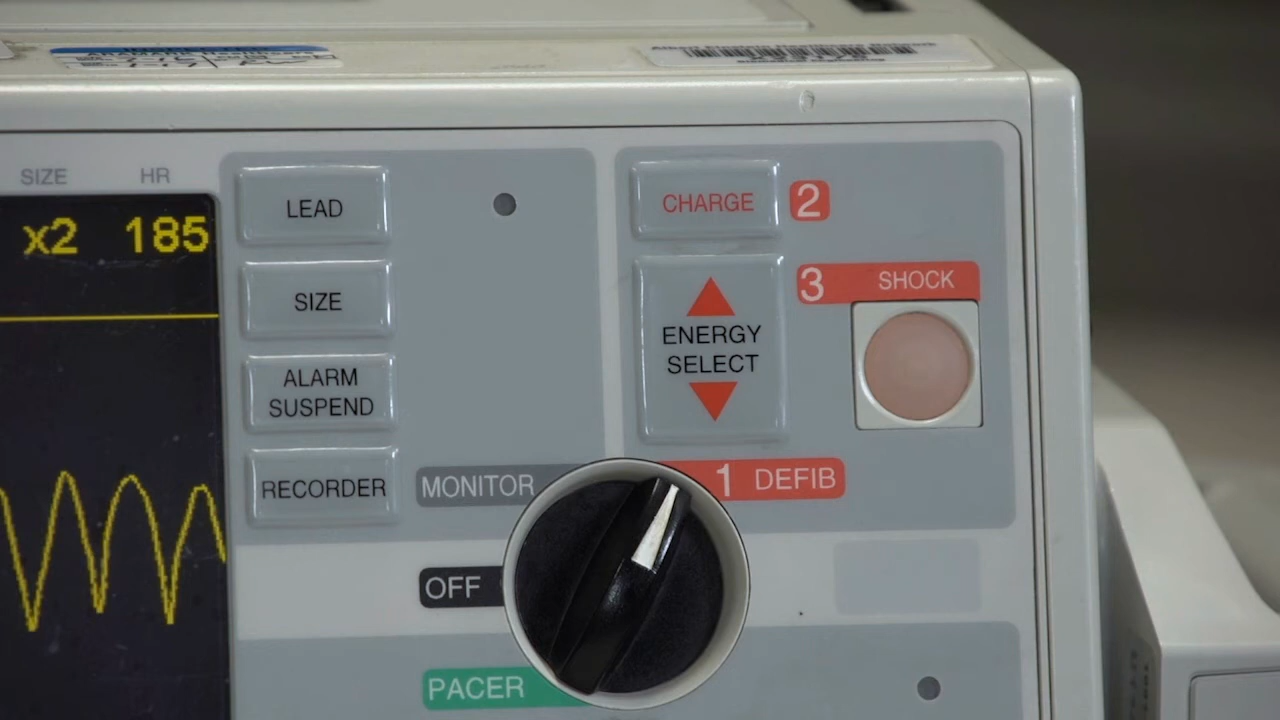 SIZE HR
x2 185
LEAD
SIZE
ALARM
SUSPEND
RECORDER
CHARGE 2
ENERGY
SELECT
3 SHOCK
MONITOR
1 DEFIB
OFF
PACER